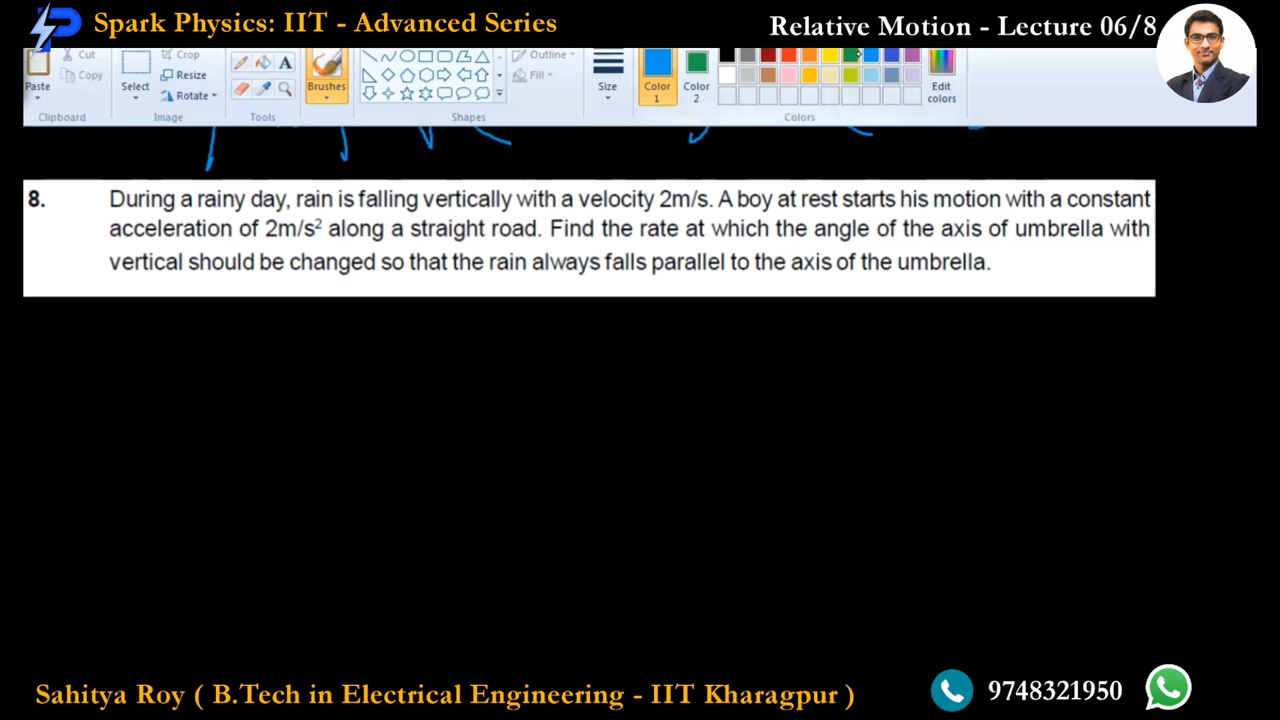 Spark Physics: IIT - Advanced Series
Relative Motion - Lecture 06/8
Cut
Copy
Paste
Clipboard
Crop
Resize
Rotate
Select
Image
A
Tools
Brushes
Outline
Fill
Shapes
Size
Color 1
Color 2
Edit colors
Colors
8. During a rainy day, rain is falling vertically with a velocity 2m/s. A boy at rest starts his motion with a constant
acceleration of 2m/s² along a straight road. Find the rate at which the angle of the axis of umbrella with
vertical should be changed so that the rain always falls parallel to the axis of the umbrella.
Sahitya Roy ( B.Tech in Electrical Engineering - IIT Kharagpur )
9748321950